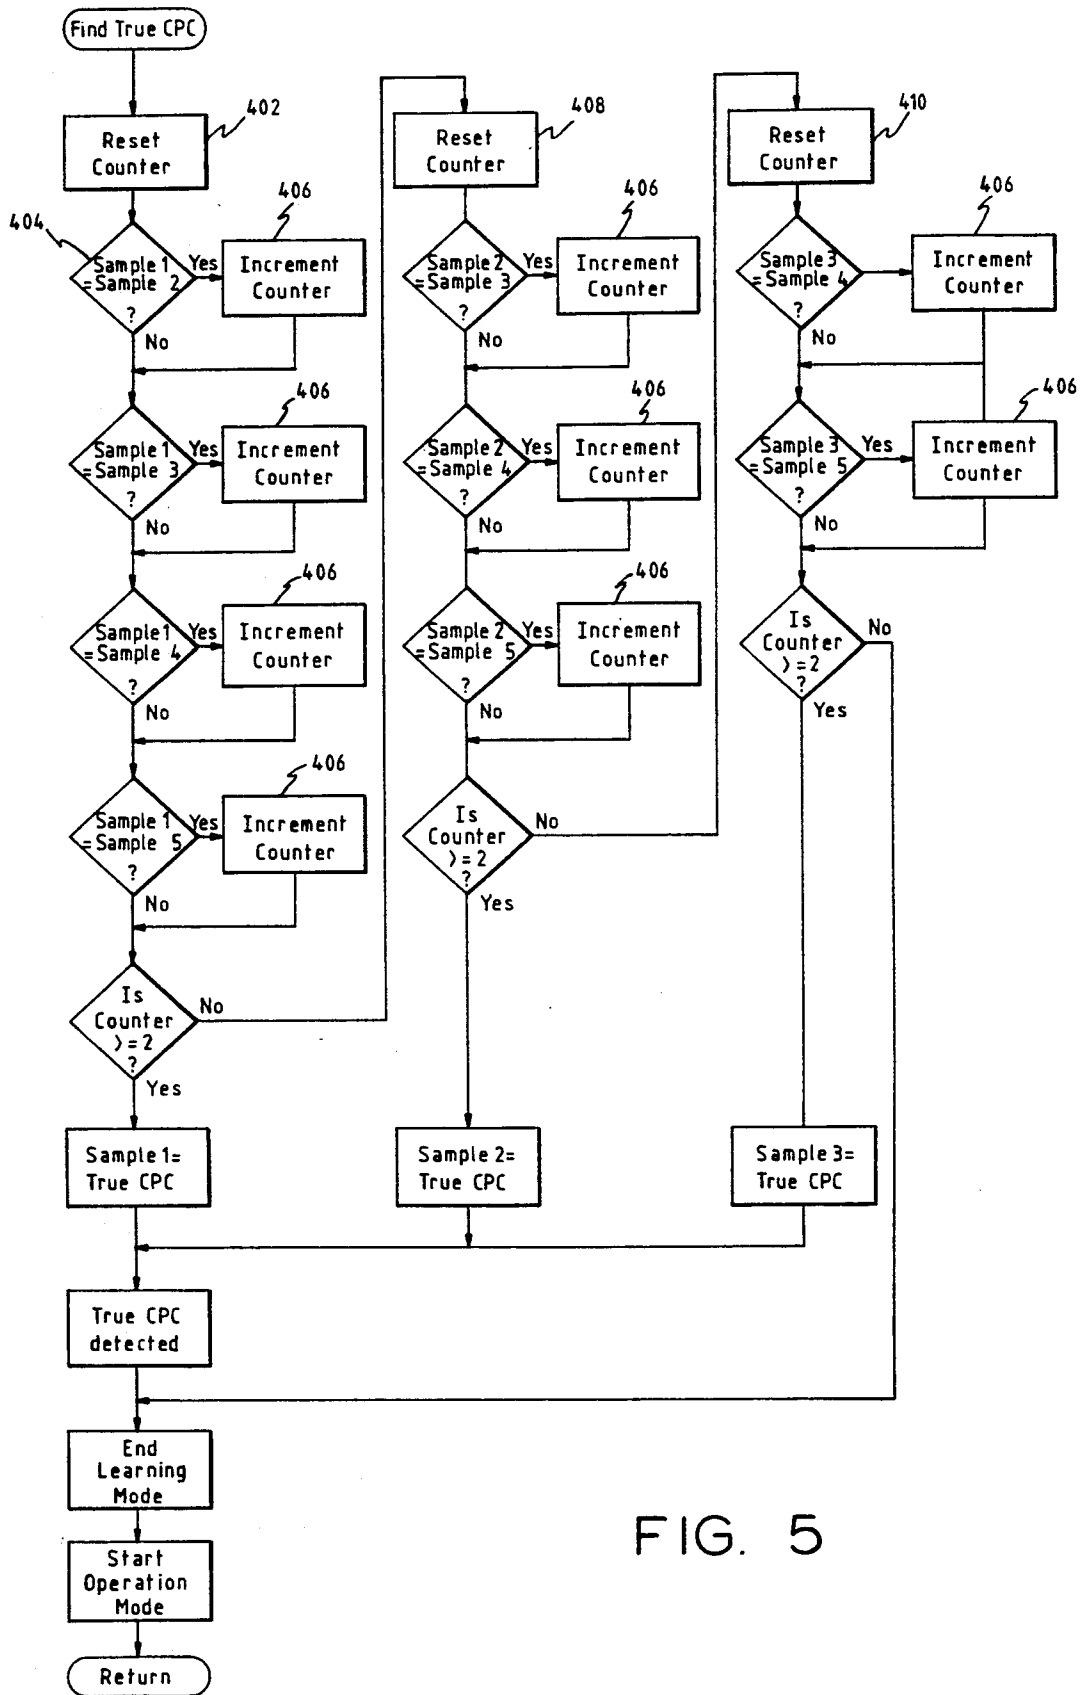 Find True CPC
402
Reset
Counter
404
Sample 1
=Sample 2
?
Yes
No
406
Increment
Counter
Sample 1
=Sample 3
?
Yes
No
406
Increment
Counter
Sample 1
=Sample 4
?
Yes
No
406
Increment
Counter
Sample 1
=Sample 5
?
Yes
No
406
Increment
Counter
Is
Counter
>=2
?
No
Yes
Sample 1=
True CPC
408
Reset
Counter
Sample 2
=Sample 3
?
Yes
No
406
Increment
Counter
Sample 2
=Sample 4
?
Yes
No
406
Increment
Counter
Sample 2
=Sample 5
?
Yes
No
406
Increment
Counter
Is
Counter
>=2
?
No
Yes
Sample 2=
True CPC
410
Reset
Counter
Sample 3
=Sample 4
?
No
406
Increment
Counter
Sample 3
=Sample 5
?
Yes
No
406
Increment
Counter
Is
Counter
>=2
?
No
Yes
Sample 3=
True CPC
True CPC
detected
End
Learning
Mode
Start
Operation
Mode
Return
FIG. 5